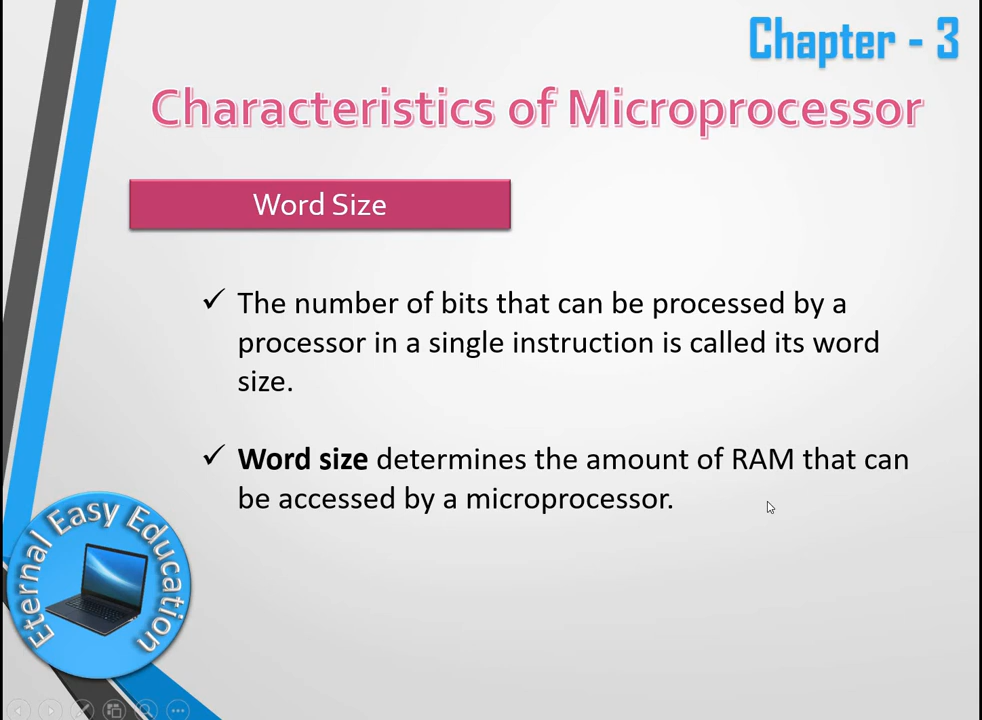 Chapter - 3
Characteristics of Microprocessor
Word Size
✓ The number of bits that can be processed by a
processor in a single instruction is called its word
size.
✓ Word size determines the amount of RAM that can
be accessed by a microprocessor.
Eternal Easy Education